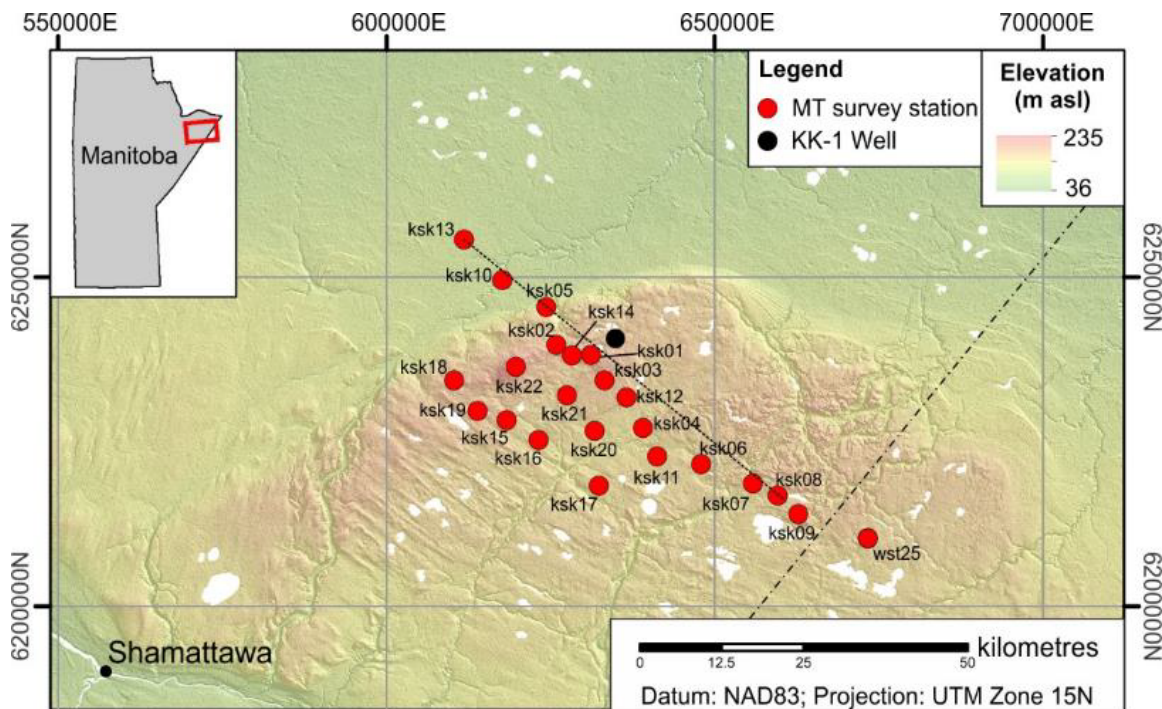 550000E
600000E
650000E
700000E
Manitoba
Legend
MT survey station
KK-1 Well
Elevation
(m asl)
235
36
6250000N
6250000N
ksk13
ksk10
ksk05
ksk14
ksk02
ksk01
ksk03
ksk18
ksk22
ksk12
ksk19
ksk21
ksk04
ksk15
ksk16
ksk20
ksk06
ksk11
ksk08
ksk17
ksk07
ksk09
wst25
6200000N
6200000N
Shamattawa
kilometres
0 12.5 25 50
Datum: NAD83; Projection: UTM Zone 15N